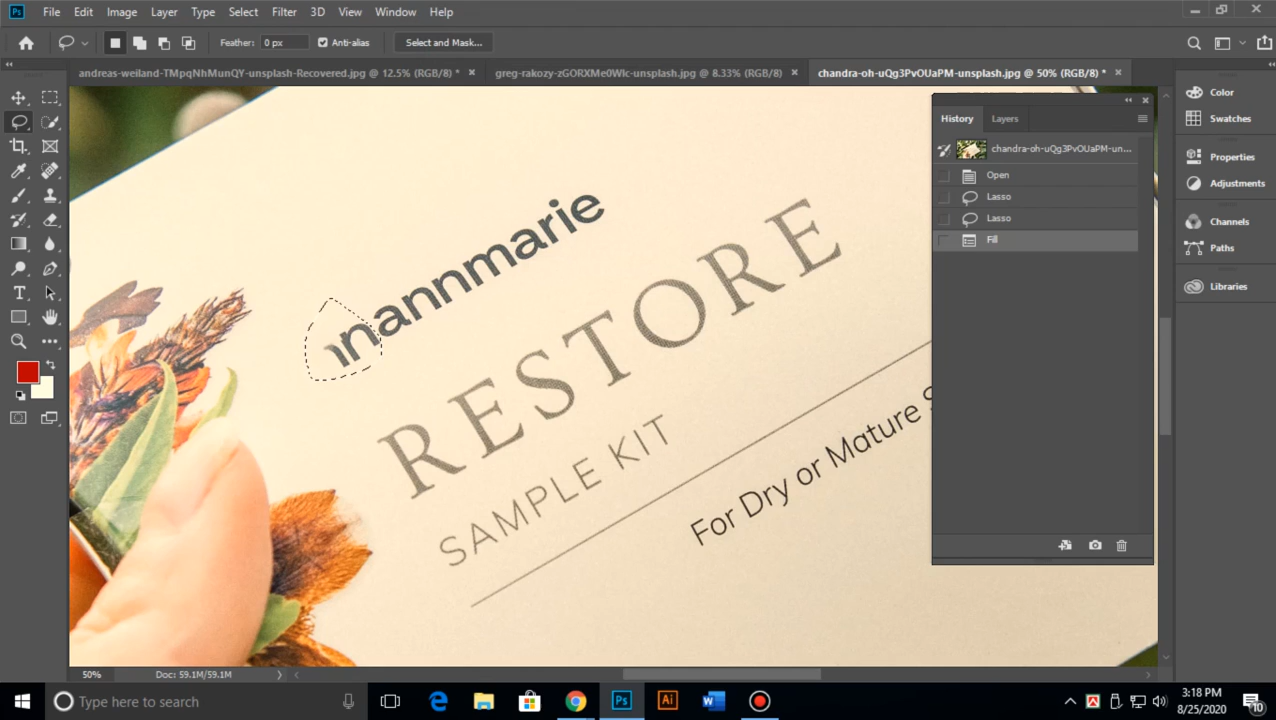 File Edit Image Layer Type Select Filter 3D View Window Help
Feather: 0 px Anti-alias Select and Mask...
andreas-weiland-TMpqNhMunQY-unsplash-Recovered.jpg @ 12.5% (RGB/8) *
greg-rakozy-zGORXMe0WIc-unsplash.jpg @ 8.33% (RGB/8)
chandra-oh-uQg3PvOUaPM-unsplash.jpg @ 50% (RGB/8) *
History Layers
chandra-oh-uQg3PvOUaPM-un...
Open
Lasso
Lasso
Fill
Color
Swatches
Properties
Adjustments
Channels
Paths
Libraries
nannmarie
RESTORE
SAMPLE KIT
For Dry or Mature S
50% Doc: 59.1M/59.1M
Type here to search
3:18 PM
8/25/2020
10